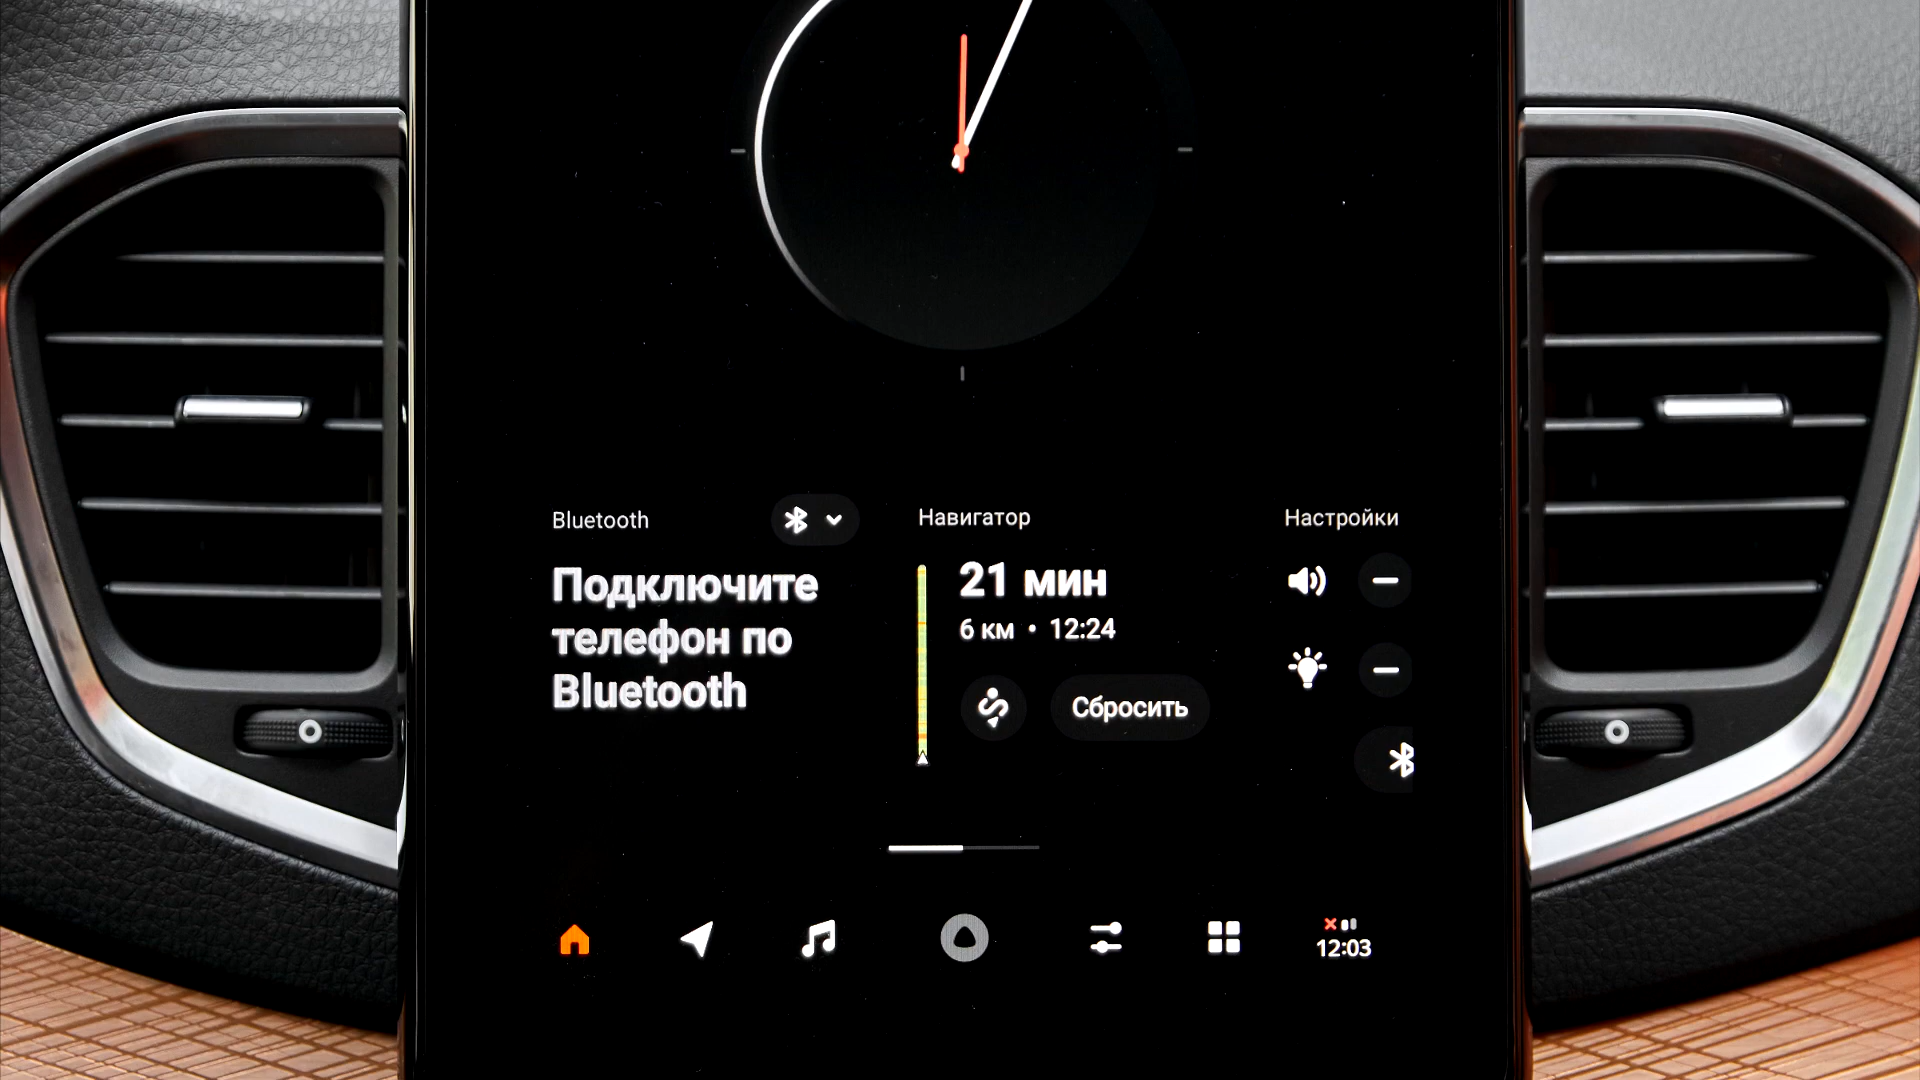 Bluetooth
Подключите
телефон по
Bluetooth
Навигатор
21 мин
6 км • 12:24
Сбросить
Настройки
12:03